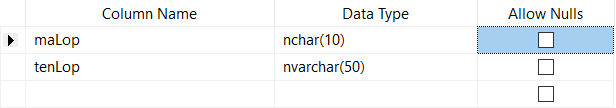 Column Name Data Type Allow Nulls
maLop nchar(10)
tenLop nvarchar(50)